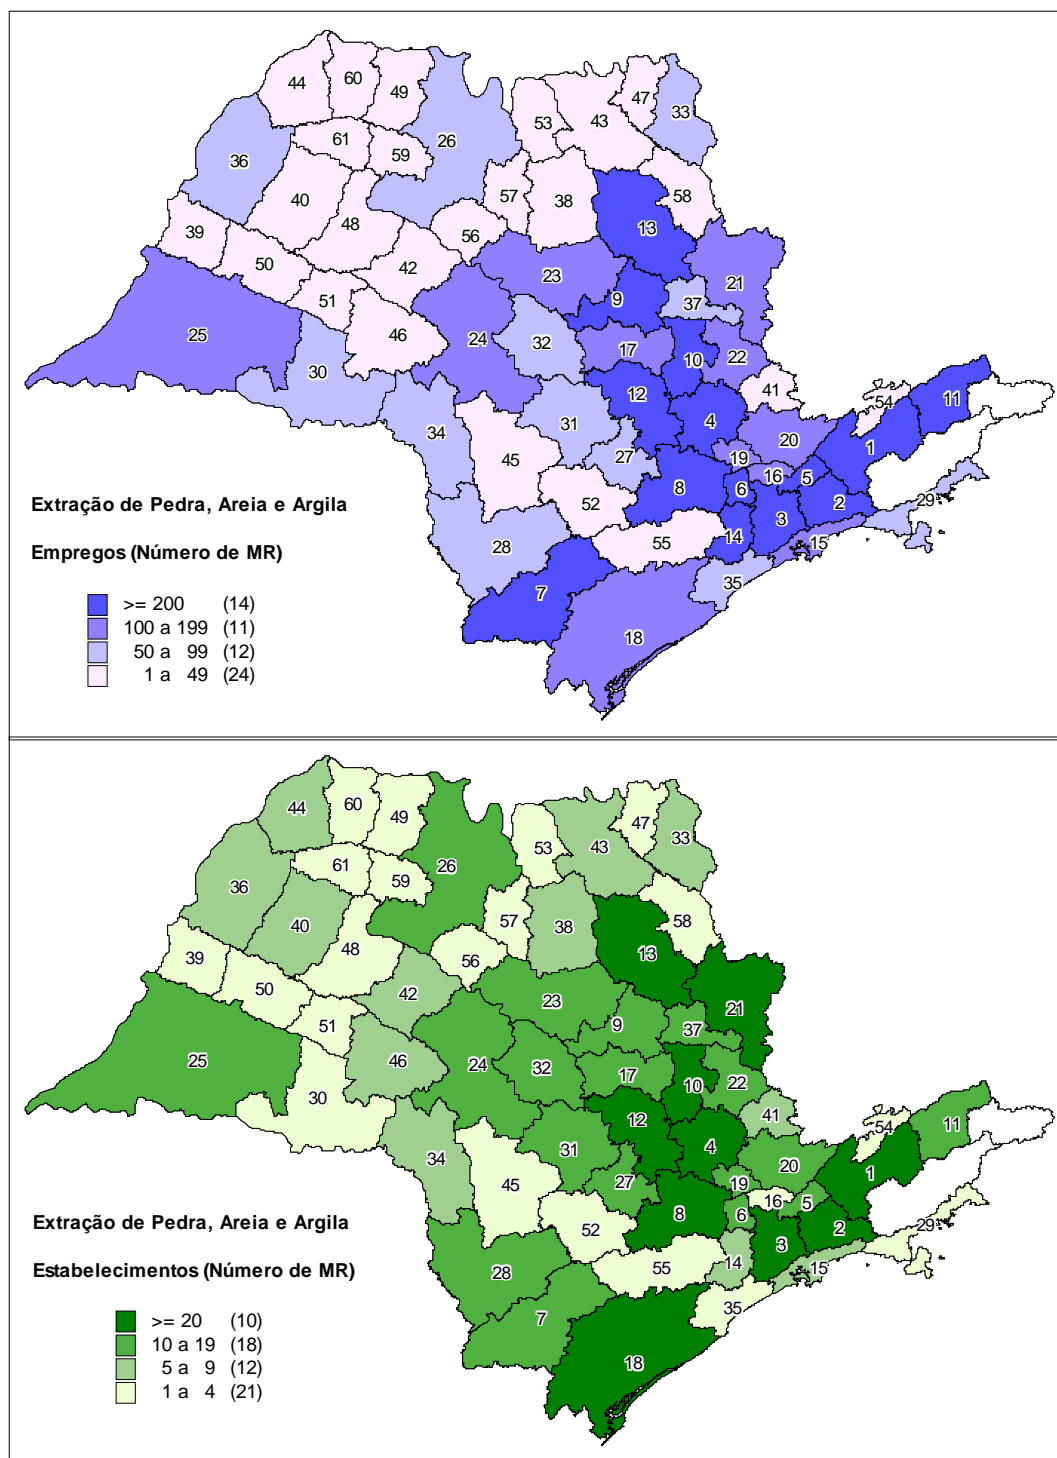 44 60 49 47
26 53 43 33
36 61 59
40 57 38 58
39 48 56 13
50 42 23 21
51 9 37
25 46 24 32 17 10 22
30 12 41 54 11
34 31 4 20 1
45 27 19
8 6 16 5 2 29
52 3
Extração de Pedra, Areia e Argila
28 55 14 15
Empregos (Número de MR)
7 35
>= 200 (14)
100 a 199 (11)
18
50 a 99 (12)
1 a 49 (24)
44 60 49 47
26 53 43 33
36 61 59
40 57 38 58
39 48 56 13
50 42 23 21
51 9 37
25 46 24 32 17 10 22
30 12 41 54 11
34 31 4 20 1
45 27 19
8 6 16 5 2 29
52 3
Extração de Pedra, Areia e Argila
28 55 14 15
Estabelecimentos (Número de MR)
7 35
>= 20 (10)
10 a 19 (18)
18
5 a 9 (12)
1 a 4 (21)